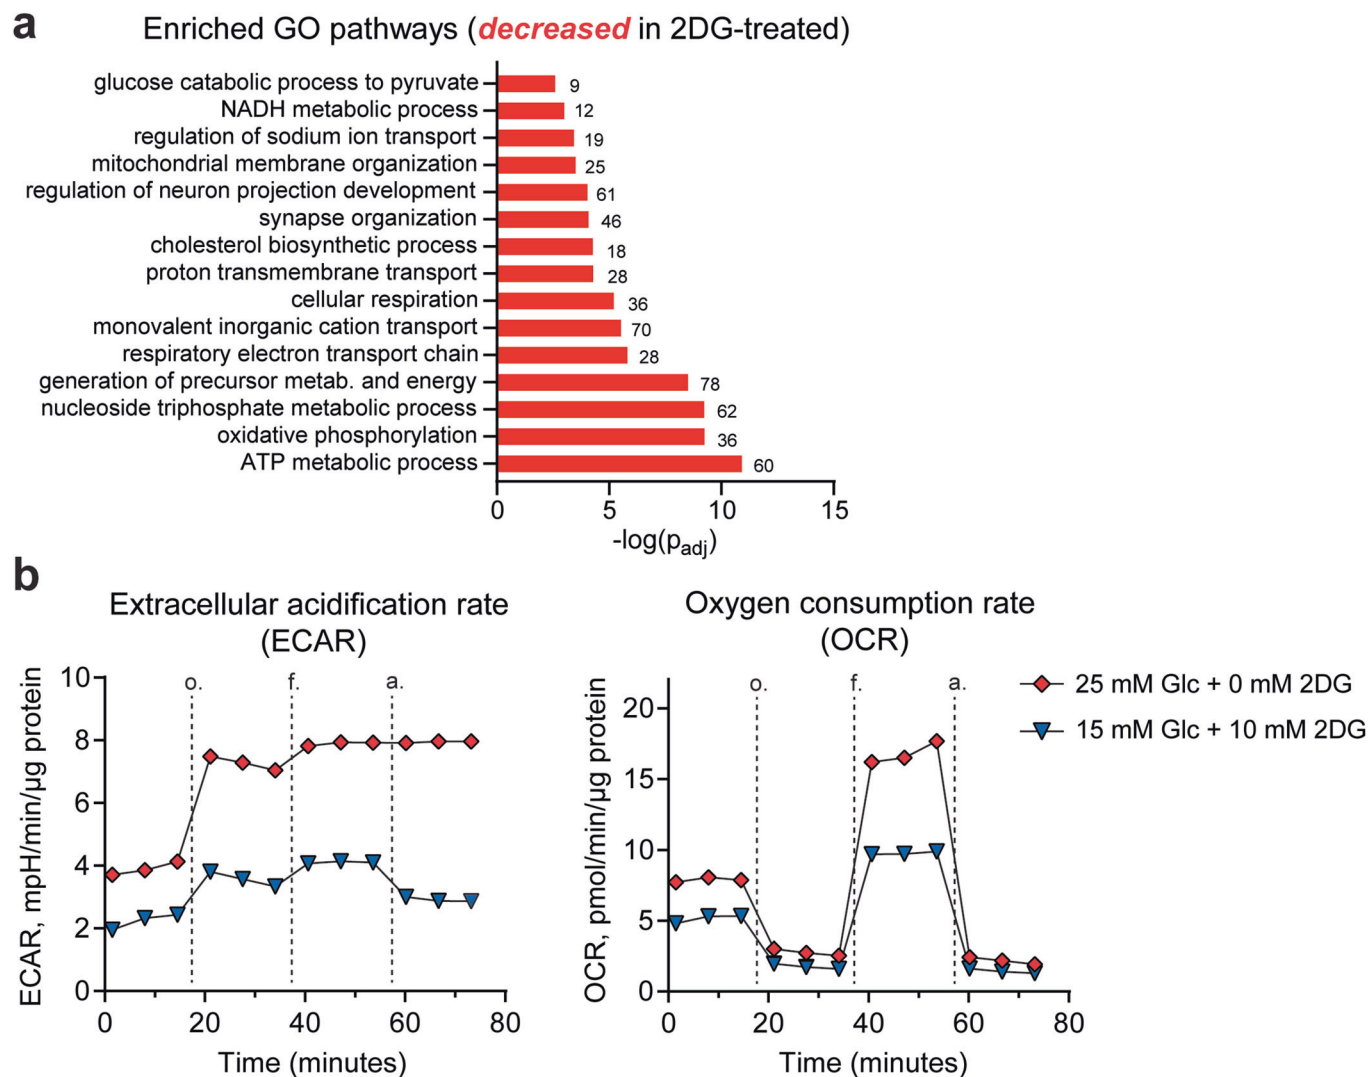 a
Enriched GO pathways (decreased in 2DG-treated)
glucose catabolic process to pyruvate 9
NADH metabolic process 12
regulation of sodium ion transport 19
mitochondrial membrane organization 25
regulation of neuron projection development 61
synapse organization 46
cholesterol biosynthetic process 18
proton transmembrane transport 28
cellular respiration 36
monovalent inorganic cation transport 70
respiratory electron transport chain 28
generation of precursor metab. and energy 78
nucleoside triphosphate metabolic process 62
oxidative phosphorylation 36
ATP metabolic process 60
0 5 10 15
-log(padj)
b
Extracellular acidification rate
(ECAR)
ECAR, mpH/min/µg protein
10
8
6
4
2
0
o. f. a.
0 20 40 60 80
Time (minutes)
Oxygen consumption rate
(OCR)
OCR, pmol/min/µg protein
20
15
10
5
0
o. f. a.
0 20 40 60 80
Time (minutes)
25 mM Glc + 0 mM 2DG
15 mM Glc + 10 mM 2DG